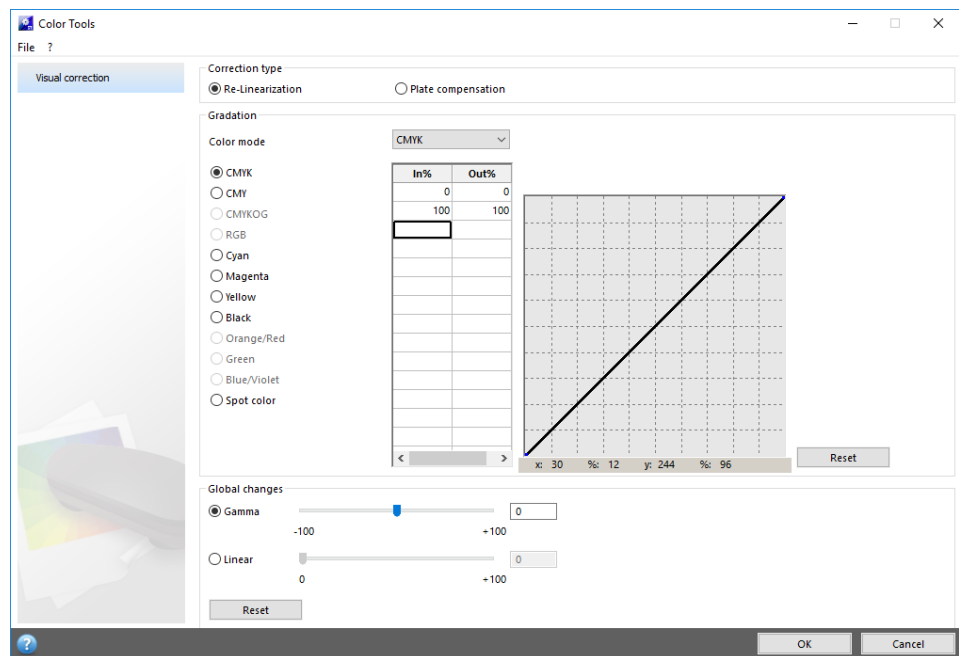 Color Tools
File ?
Visual correction
Correction type
Re-Linearization Plate compensation
Gradation
Color mode CMYK
CMYK
CMY
CMYKOG
RGB
Cyan
Magenta
Yellow
Black
Orange/Red
Green
Blue/Violet
Spot color
In% Out%
0 0
100 100
x: 30 %: 12 y: 244 %: 96
Reset
Global changes
Gamma 0
-100 +100
Linear 0
0 +100
Reset
? OK Cancel